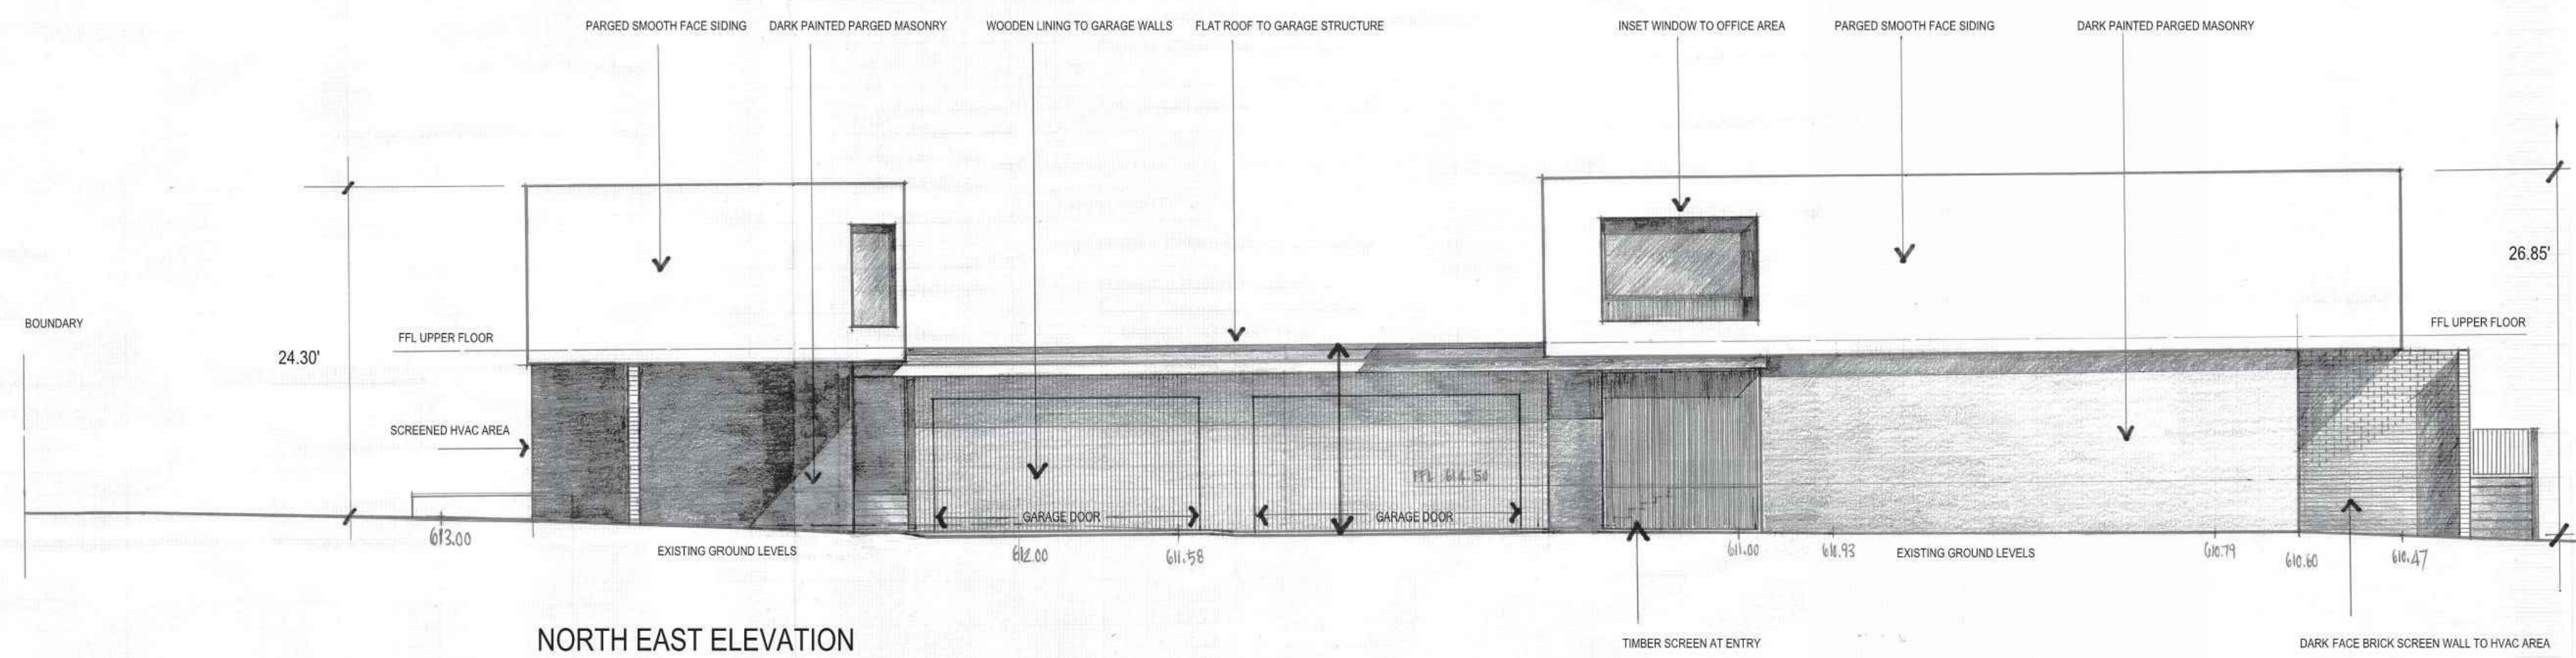 PARGED SMOOTH FACE SIDING
DARK PAINTED PARGED MASONRY
WOODEN LINING TO GARAGE WALLS
FLAT ROOF TO GARAGE STRUCTURE
INSET WINDOW TO OFFICE AREA
PARGED SMOOTH FACE SIDING
DARK PAINTED PARGED MASONRY
26.85'
BOUNDARY
FFL UPPER FLOOR
FFL UPPER FLOOR
24.30'
SCREENED HVAC AREA
FFL 614.50
GARAGE DOOR
GARAGE DOOR
613.00
EXISTING GROUND LEVELS
612.00
611.58
611.00
610.93
EXISTING GROUND LEVELS
610.79
610.60
610.47
NORTH EAST ELEVATION
TIMBER SCREEN AT ENTRY
DARK FACE BRICK SCREEN WALL TO HVAC AREA